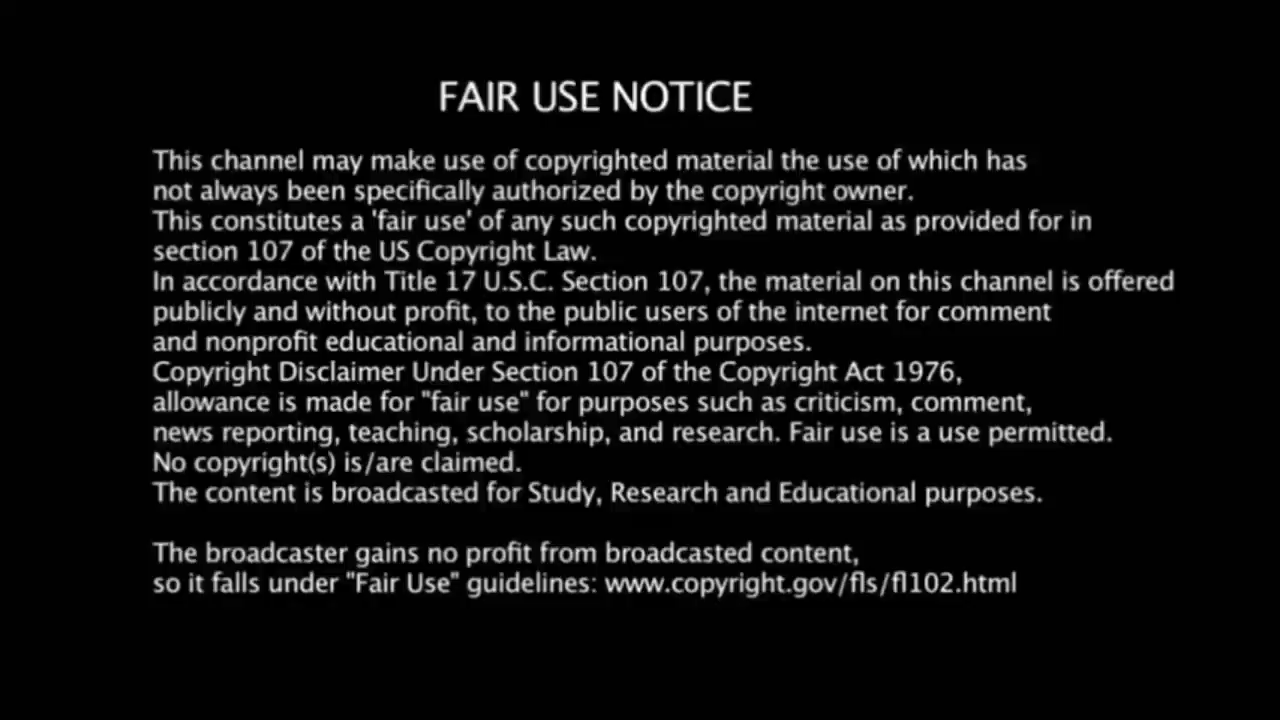 FAIR USE NOTICE
This channel may make use of copyrighted material the use of which has
not always been specifically authorized by the copyright owner.
This constitutes a 'fair use' of any such copyrighted material as provided for in
section 107 of the US Copyright Law.
In accordance with Title 17 U.S.C. Section 107, the material on this channel is offered
publicly and without profit, to the public users of the internet for comment
and nonprofit educational and informational purposes.
Copyright Disclaimer Under Section 107 of the Copyright Act 1976,
allowance is made for "fair use" for purposes such as criticism, comment,
news reporting, teaching, scholarship, and research. Fair use is a use permitted.
No copyright(s) is/are claimed.
The content is broadcasted for Study, Research and Educational purposes.
The broadcaster gains no profit from broadcasted content,
so it falls under "Fair Use" guidelines: www.copyright.gov/fls/fl102.html